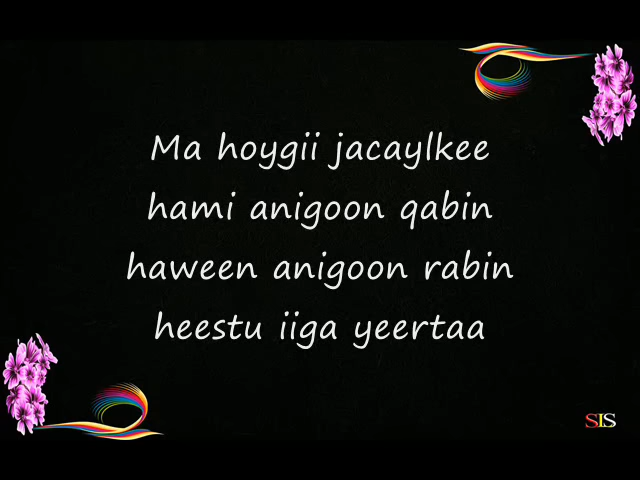 Ma hoygii jacaylkee
hami anigoon qabin
haween anigoon rabin
heestu iiga yeertaa
SIS